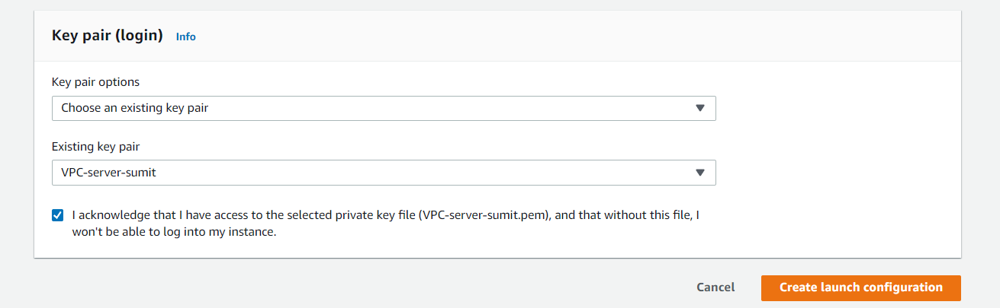 Key pair (login) Info
Key pair options
Choose an existing key pair
Existing key pair
VPC-server-sumit
I acknowledge that I have access to the selected private key file (VPC-server-sumit.pem), and that without this file, I
won't be able to log into my instance.
Cancel Create launch configuration